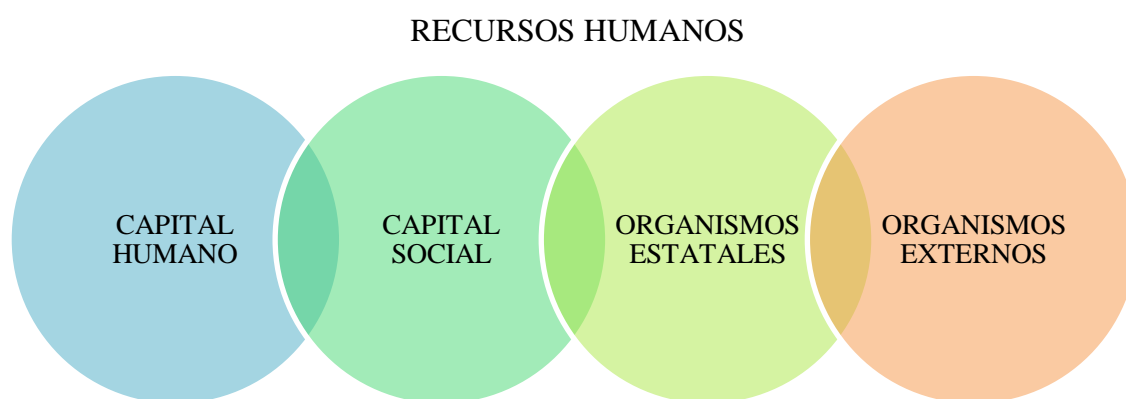 RECURSOS HUMANOS
CAPITAL
HUMANO
CAPITAL
SOCIAL
ORGANISMOS
ESTATALES
ORGANISMOS
EXTERNOS